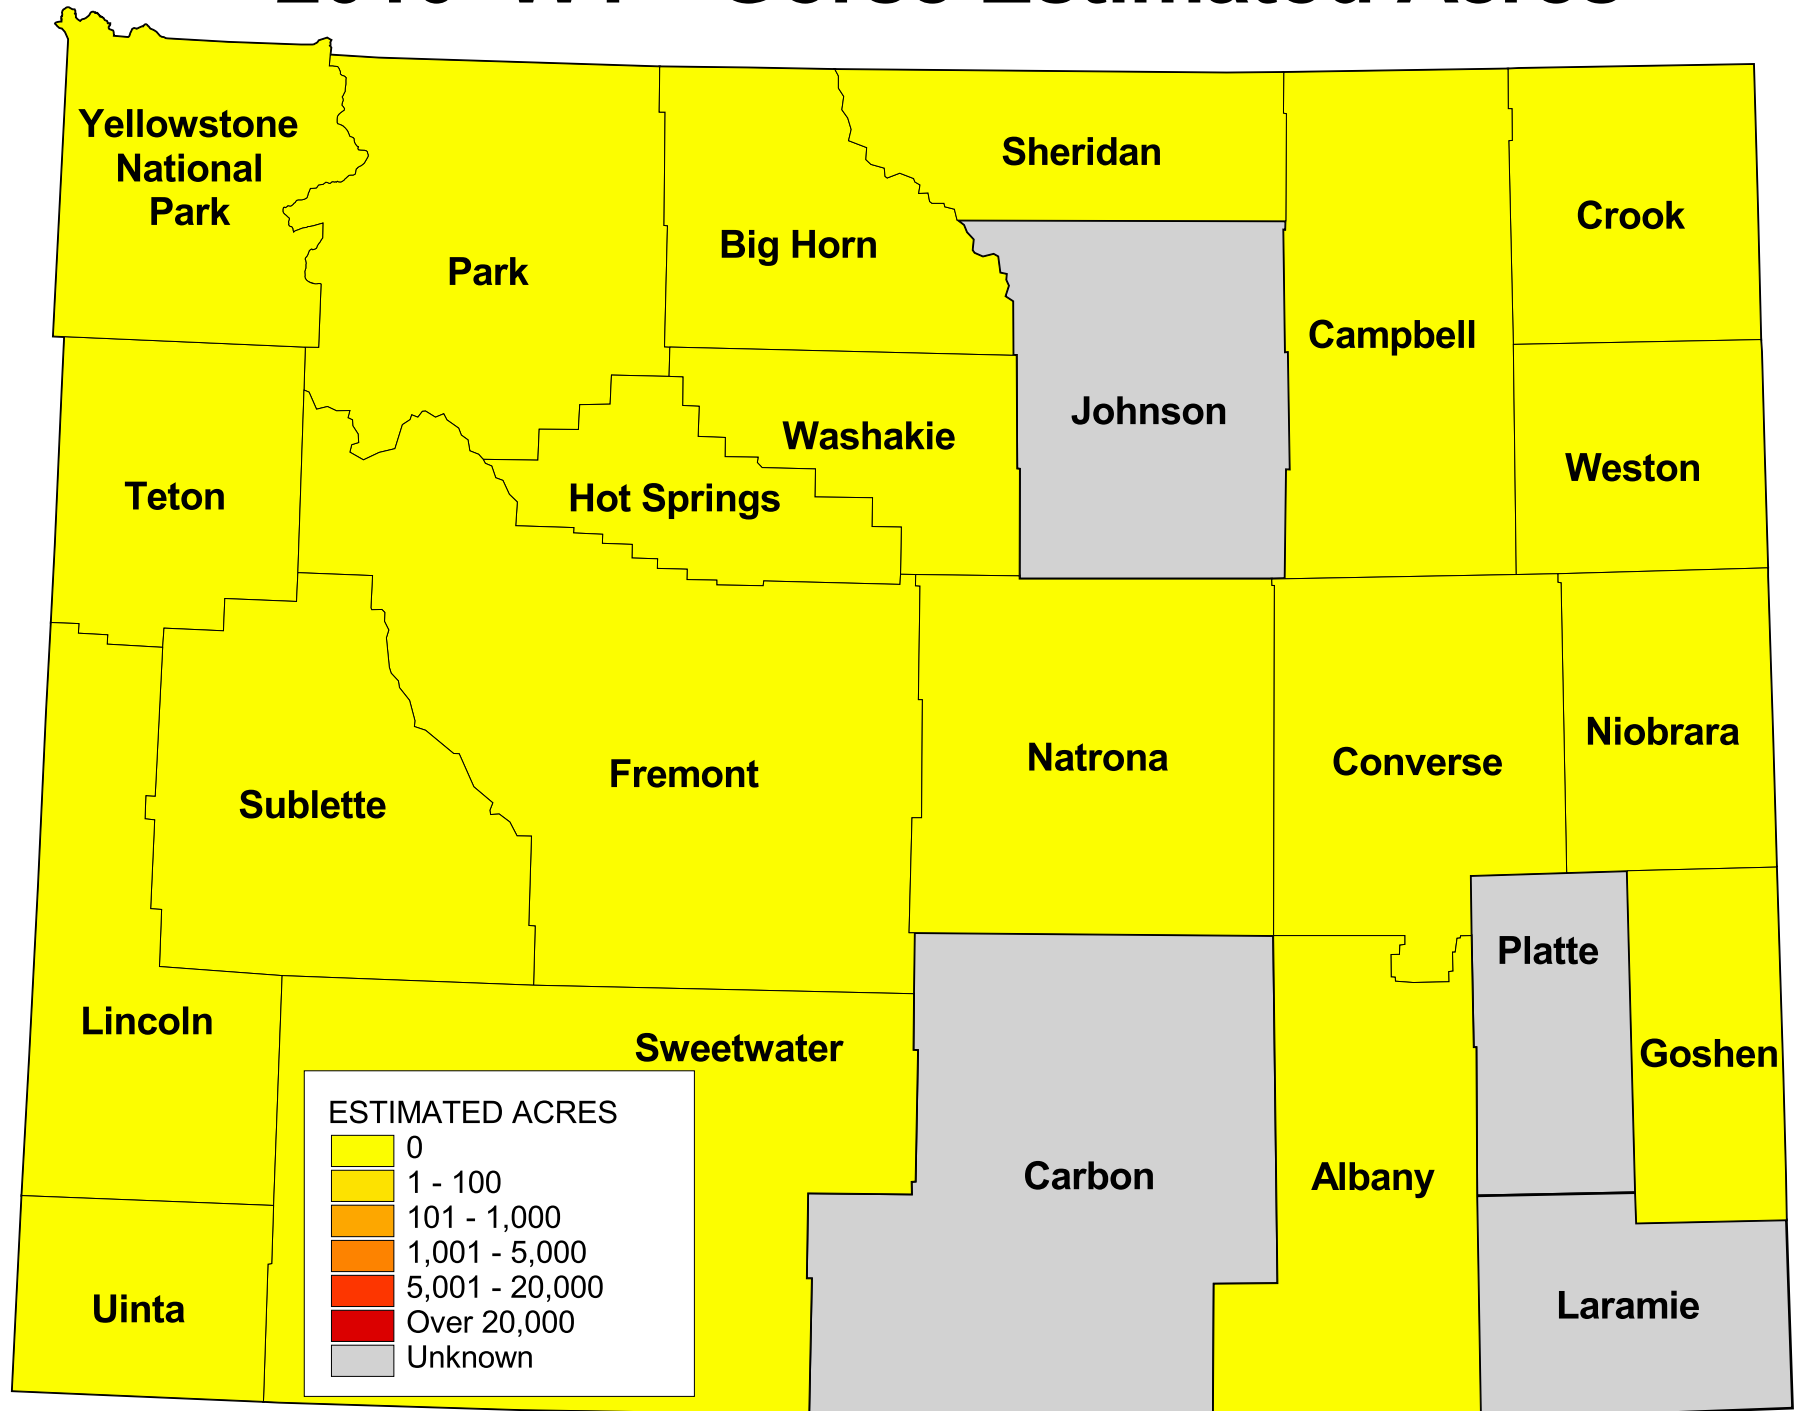 Estimated Acres
Yellowstone
National
Park
Park
Big Horn
Sheridan
Johnson
Campbell
Crook
Weston
Teton
Washakie
Hot Springs
Fremont
Sublette
Natrona
Converse
Niobrara
Lincoln
Sweetwater
Platte
Goshen
Carbon
Albany
Uinta
Laramie
ESTIMATED ACRES
0
1 - 100
101 - 1,000
1,001 - 5,000
5,001 - 20,000
Over 20,000
Unknown